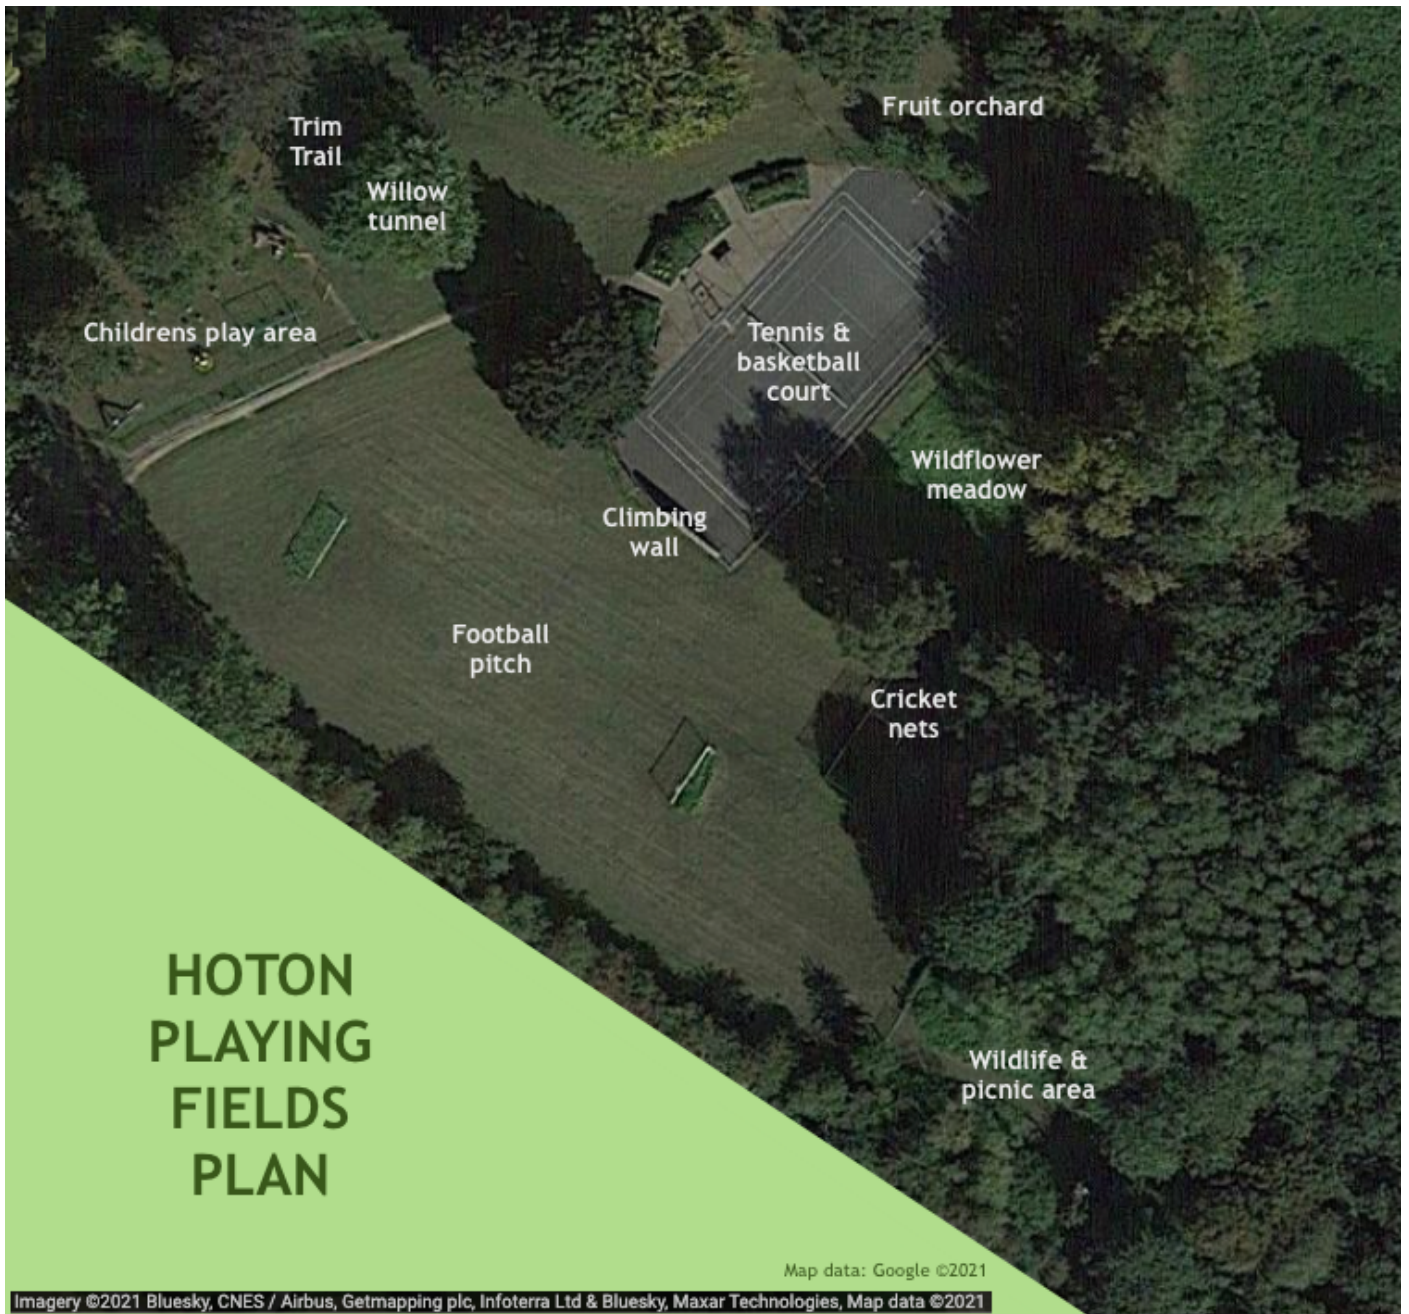 Fruit orchard
Trim
Trail
Willow
tunnel
Childrens play area
Tennis &
basketball
court
Wildflower
meadow
Climbing
wall
Football
pitch
Cricket
nets
HOTON
PLAYING
FIELDS
PLAN
Wildlife &
picnic area
Map data: Google ©2021
Imagery ©2021 Bluesky, CNES / Airbus, Getmapping plc, Infoterra Ltd & Bluesky, Maxar Technologies, Map data ©2021